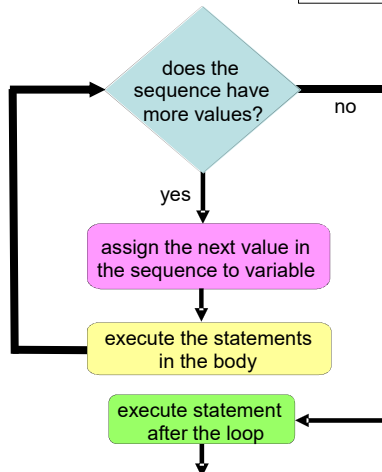 does the
sequence have
more values?
no
yes
assign the next value in
the sequence to variable
execute the statements
in the body
execute statement
after the loop